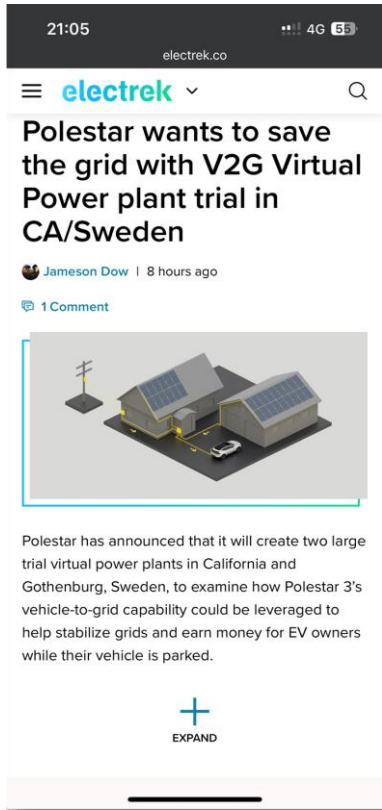 21:05
4G 55
electrek.co
electrek
Polestar wants to save
the grid with V2G Virtual
Power plant trial in
CA/Sweden
Jameson Dow | 8 hours ago
1 Comment
Polestar has announced that it will create two large
trial virtual power plants in California and
Gothenburg, Sweden, to examine how Polestar 3’s
vehicle-to-grid capability could be leveraged to
help stabilize grids and earn money for EV owners
while their vehicle is parked.
EXPAND